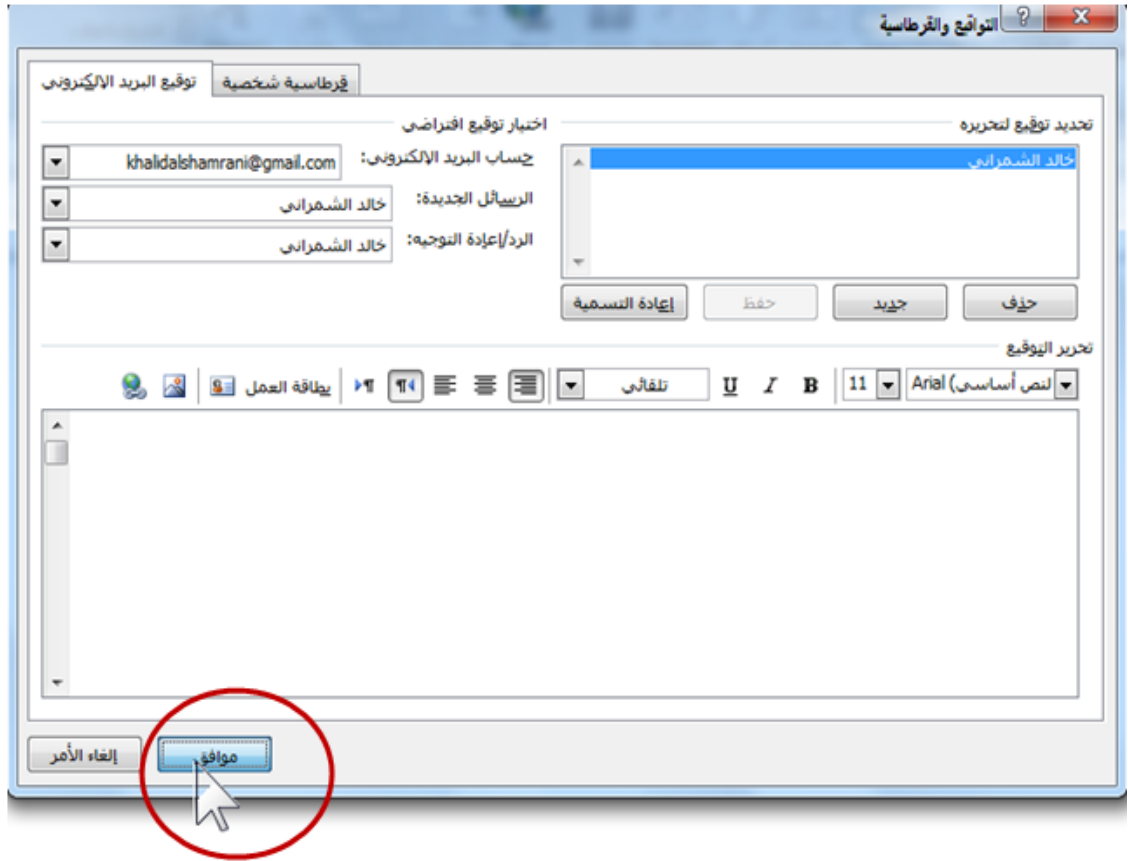 التواقيع والقرطاسية
توقيع البريد الإلكتروني
قرطاسية شخصية
تحديد توقيع لتحريره
خالد الشمراني
حذف
جديد
حفظ
إعادة التسمية
اختيار توقيع افتراضي
حساب البريد الإلكتروني: khalidalshamrani@gmail.com
الرسائل الجديدة: خالد الشمراني
الرد/إعادة التوجيه: خالد الشمراني
تحرير التوقيع
لنص أساسي) Arial 11 B I U تلقائي بطاقة العمل
موافق
إلغاء الأمر